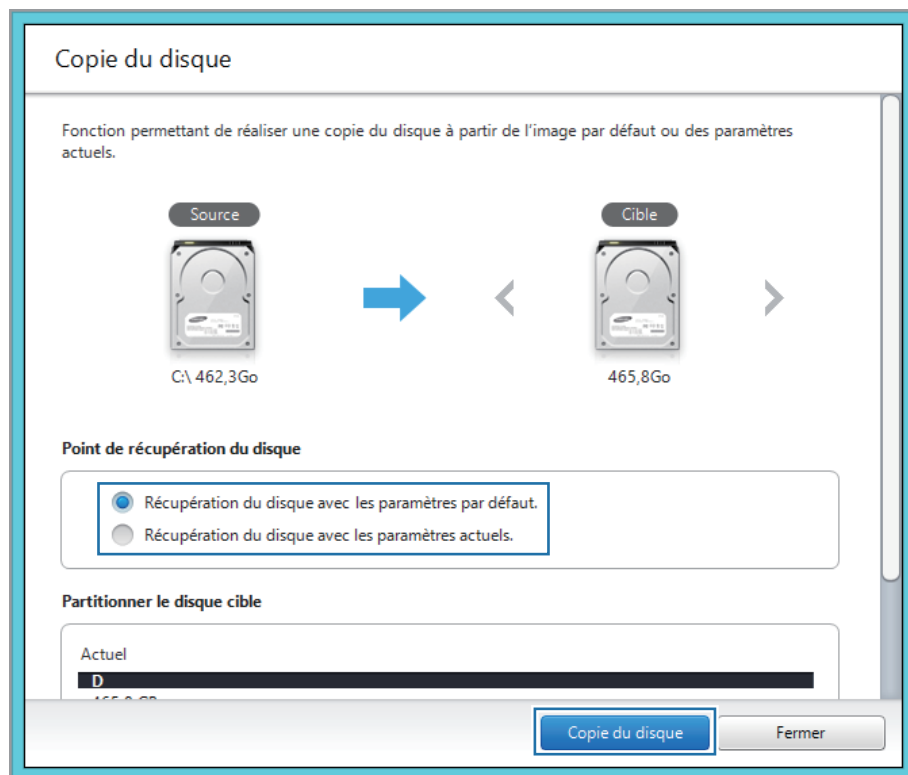 Copie du disque
Fonction permettant de réaliser une copie du disque à partir de l’image par défaut ou des paramètres
actuels.
Source
Cible
C:\ 462,3Go
465,8Go
Point de récupération du disque
Récupération du disque avec les paramètres par défaut.
Récupération du disque avec les paramètres actuels.
Partitionner le disque cible
Actuel
D
Copie du disque
Fermer